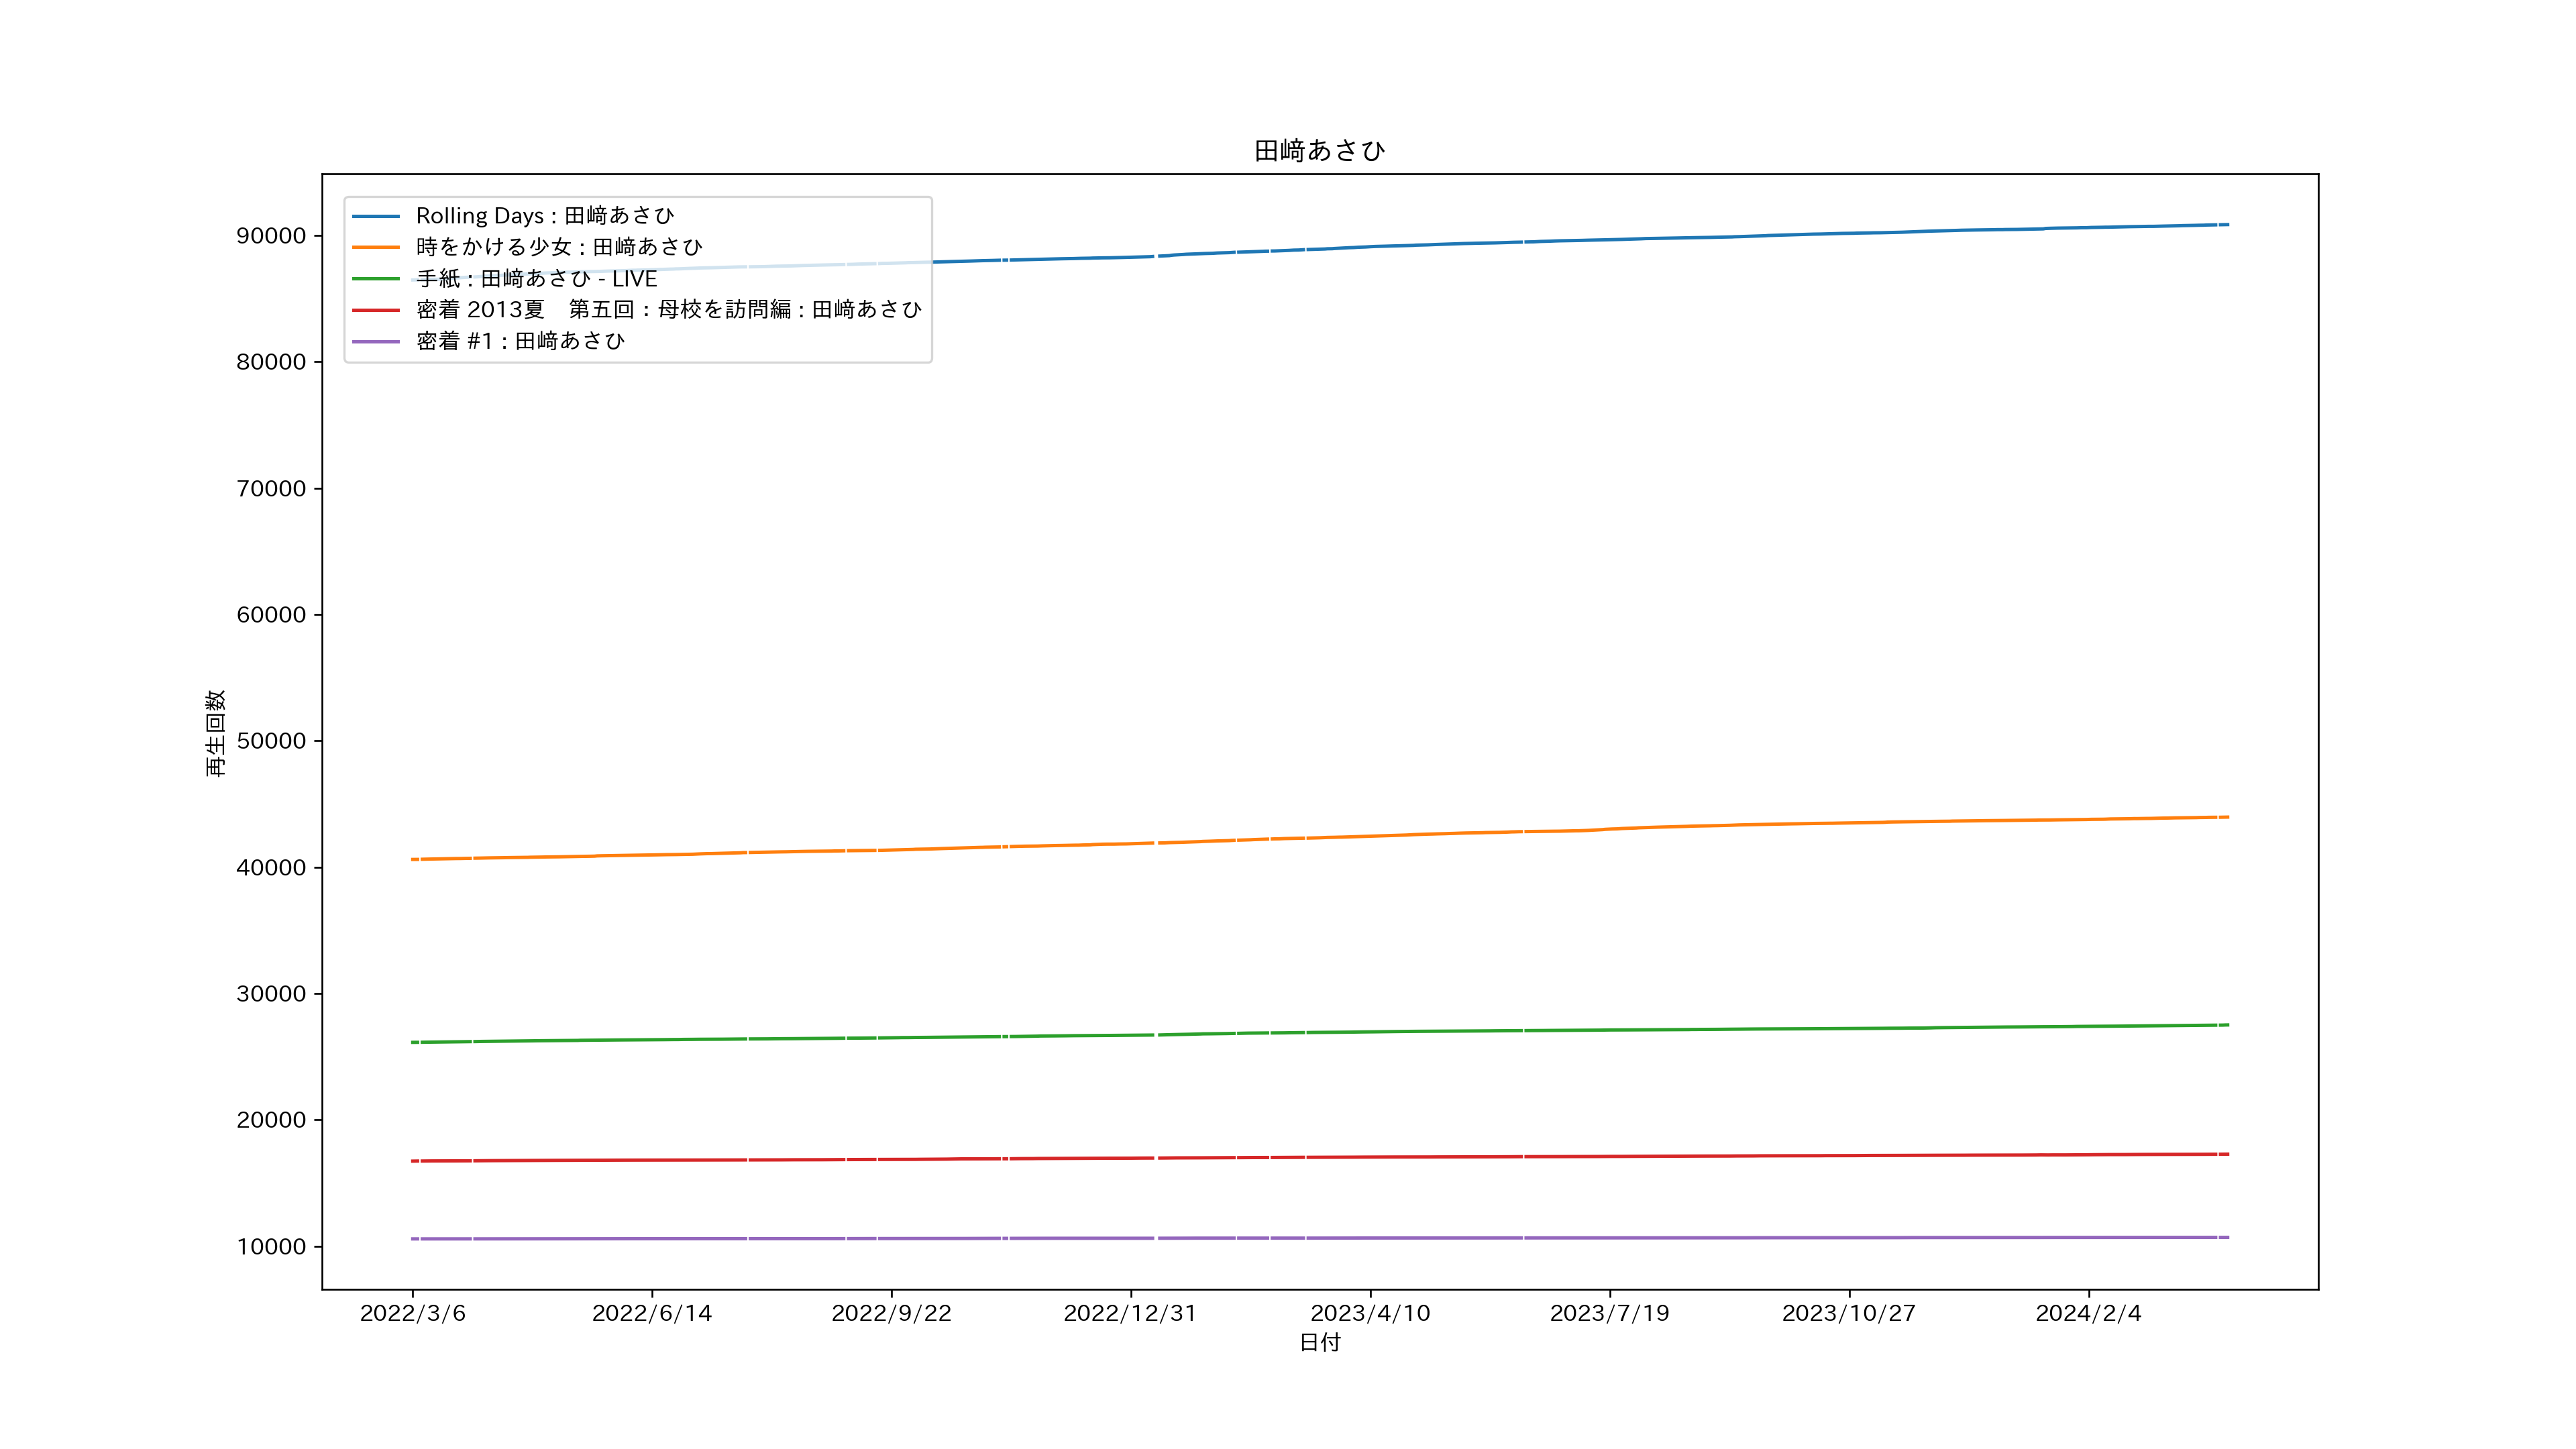 田﨑あさひ
Rolling Days : 田﨑あさひ
時をかける少女 : 田﨑あさひ
手紙 : 田﨑あさひ - LIVE
密着 2013夏　第五回：母校を訪問編 : 田﨑あさひ
密着 #1 : 田﨑あさひ
90000
80000
70000
60000
50000
40000
30000
20000
10000
再生回数
2022/3/6 2022/6/14 2022/9/22 2022/12/31 2023/4/10 2023/7/19 2023/10/27 2024/2/4
日付